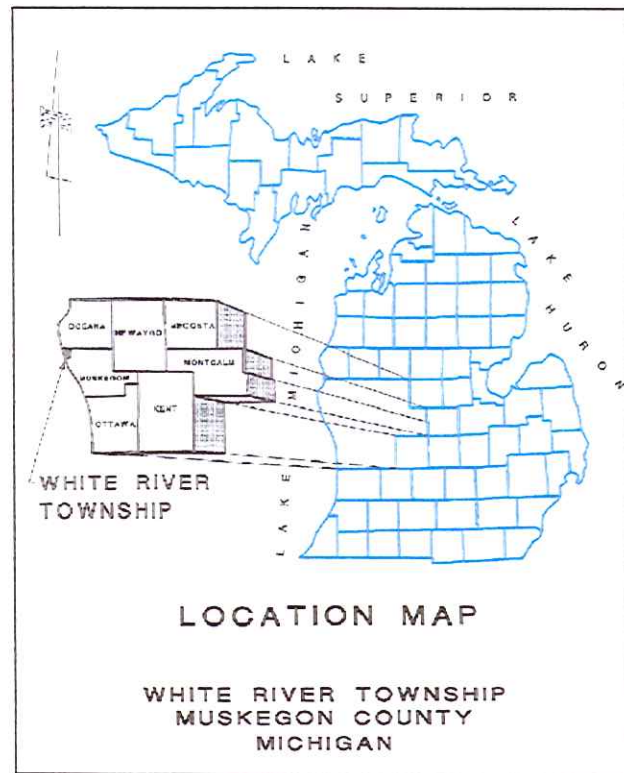 LAKE
SUPERIOR
LAKE MICHIGAN
LAKE HURON
OCEANA
NEWAYGO
MECOSTA
MONTCALM
MUSKEGON
KENT
OTTAWA
WHITE RIVER
TOWNSHIP
LOCATION MAP
WHITE RIVER TOWNSHIP
MUSKEGON COUNTY
MICHIGAN